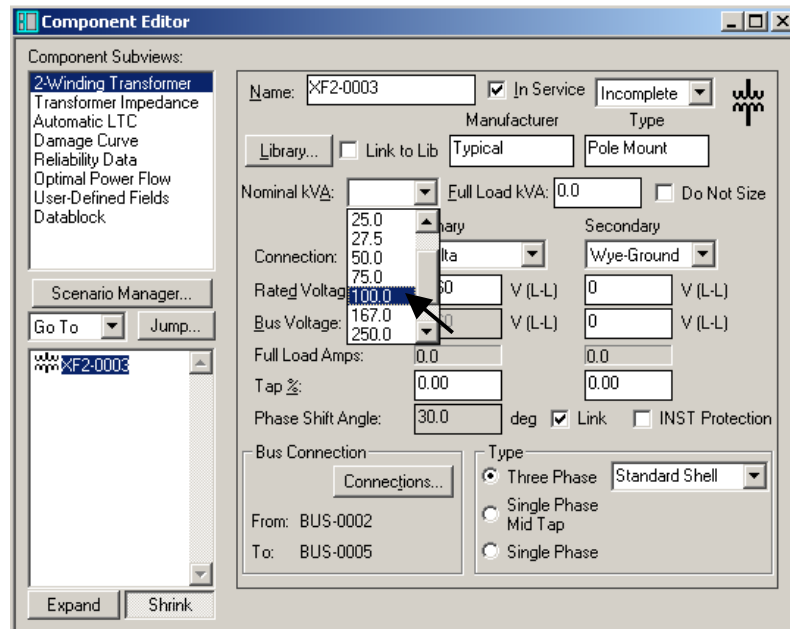 Component Editor
Component Subviews:
2-Winding Transformer
Transformer Impedance
Automatic LTC
Damage Curve
Reliability Data
Optimal Power Flow
User-Defined Fields
Datablock
Scenario Manager...
Go To Jump...
XF2-0003
Expand Shrink
Name: XF2-0003 In Service Incomplete
Manufacturer Type
Library... Link to Lib Typical Pole Mount
Nominal kVA: Full Load kVA: 0.0 Do Not Size
25.0
27.5
50.0
75.0
100.0
167.0
250.0
Secondary
Connection: Wye-Ground
V (L-L) 0 V (L-L)
Bus Voltage: V (L-L) 0 V (L-L)
Full Load Amps: 0.0 0.0
Tap %: 0.00 0.00
Phase Shift Angle: 30.0 deg Link INST Protection
Bus Connection
Connections...
From: BUS-0002
To: BUS-0005
Type
Three Phase Standard Shell
Single Phase
Mid Tap
Single Phase